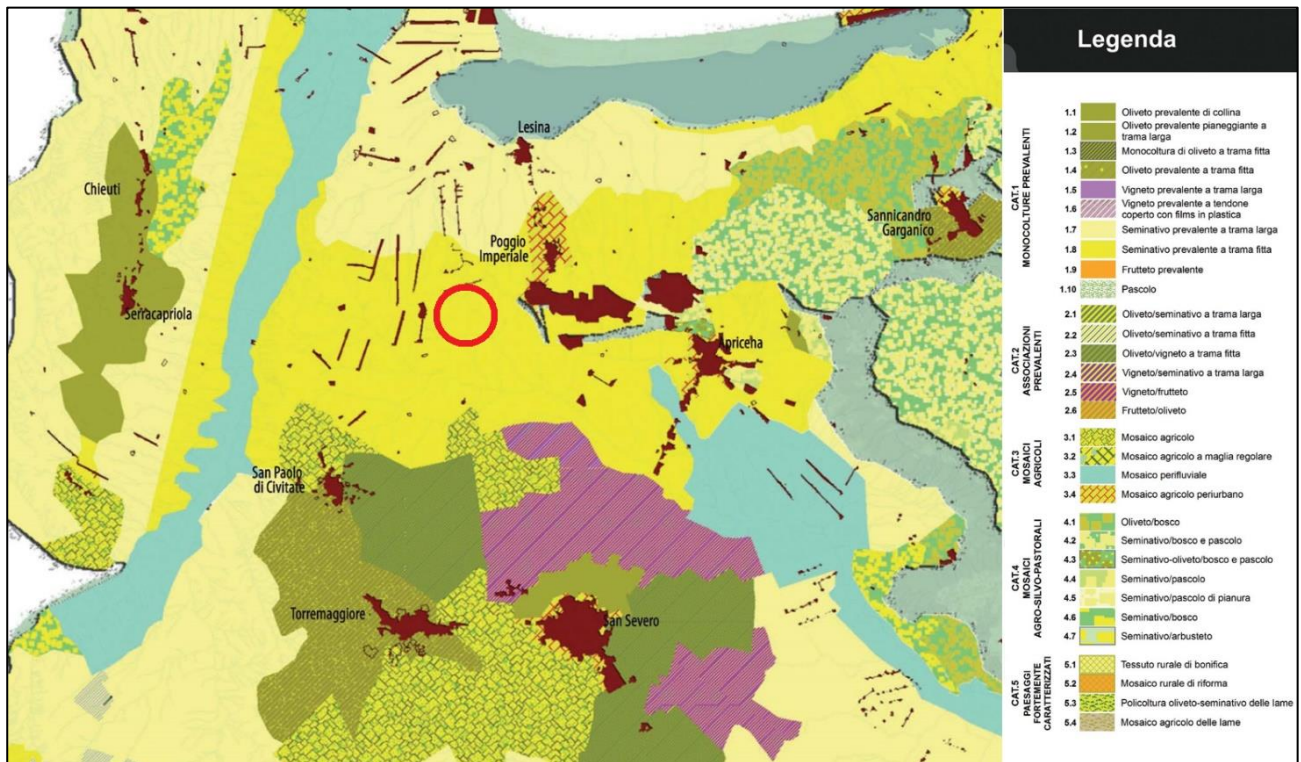 Lesina
Chieuti
Sannicandro
Garganico
Poggio
Imperiale
Serracapriola
Apriceha
San Paolo
di Civitate
Torremaggiore
San Severo
Legenda
CAT.1
MONOCOLTURE PREVALENTI
1.1 Oliveto prevalente di collina
1.2 Oliveto prevalente pianeggiante a
trama larga
1.3 Monocoltura di oliveto a trama fitta
1.4 Oliveto prevalente a trama fitta
1.5 Vigneto prevalente a trama larga
1.6 Vigneto prevalente a tendone
coperto con films in plastica
1.7 Seminativo prevalente a trama larga
1.8 Seminativo prevalente a trama fitta
1.9 Frutteto prevalente
1.10 Pascolo
CAT.2
ASSOCIAZIONI
PREVALENTI
2.1 Oliveto/seminativo a trama larga
2.2 Oliveto/seminativo a trama fitta
2.3 Oliveto/vigneto a trama fitta
2.4 Vigneto/seminativo a trama larga
2.5 Vigneto/frutteto
2.6 Frutteto/oliveto
CAT.3
MOSAICI
AGRICOLI
3.1 Mosaico agricolo
3.2 Mosaico agricolo a maglia regolare
3.3 Mosaico perifluviale
3.4 Mosaico agricolo periurbano
CAT.4
MOSAICI
AGRO-SILVO-PASTORALI
4.1 Oliveto/bosco
4.2 Seminativo/bosco e pascolo
4.3 Seminativo-oliveto/bosco e pascolo
4.4 Seminativo/pascolo
4.5 Seminativo/pascolo di pianura
4.6 Seminativo/bosco
4.7 Seminativo/arbusteto
CAT.5
PAESAGGI
FORTEMENTE
CARATTERIZZATI
5.1 Tessuto rurale di bonifica
5.2 Mosaico rurale di riforma
5.3 Policoltura oliveto-seminativo delle lame
5.4 Mosaico agricolo delle lame